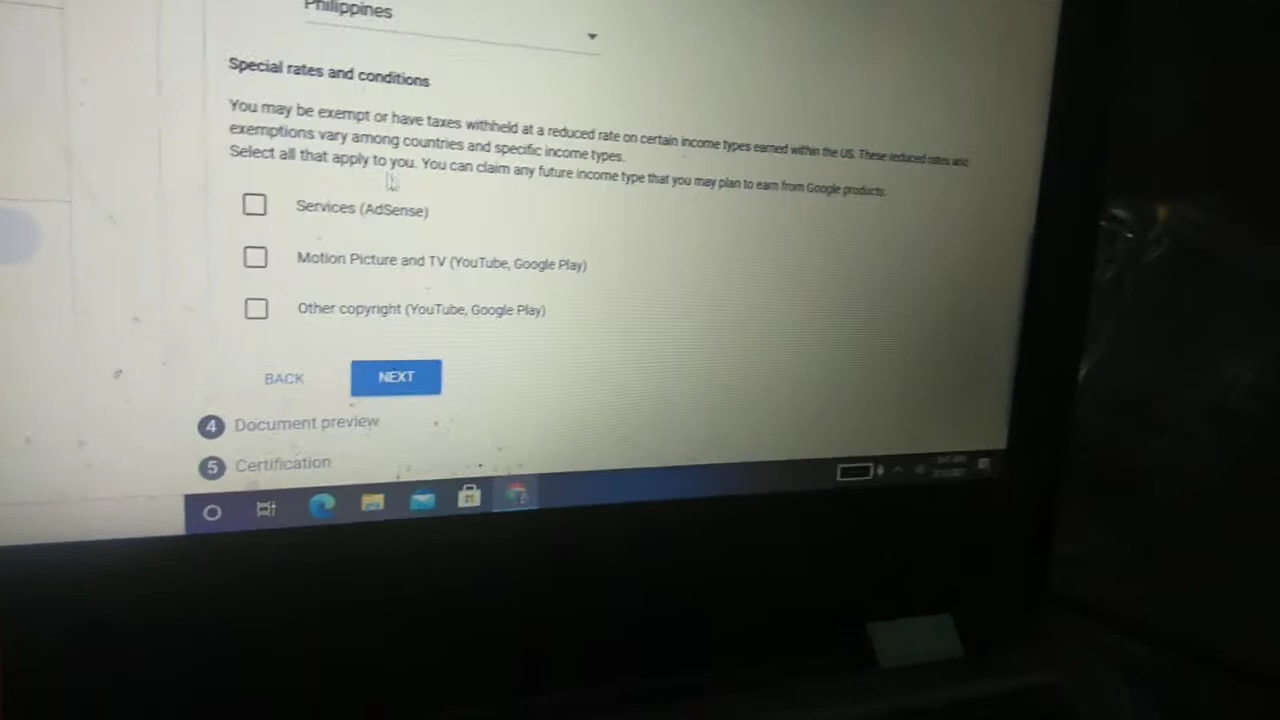 Philippines
Special rates and conditions
You may be exempt or have taxes withheld at a reduced rate on certain income types earned within the US. These reduced rates and
exemptions vary among countries and specific income types.
Select all that apply to you. You can claim any future income type that you may plan to earn from Google products.
Services (AdSense)
Motion Picture and TV (YouTube, Google Play)
Other copyright (YouTube, Google Play)
BACK
NEXT
4 Document preview
5 Certification